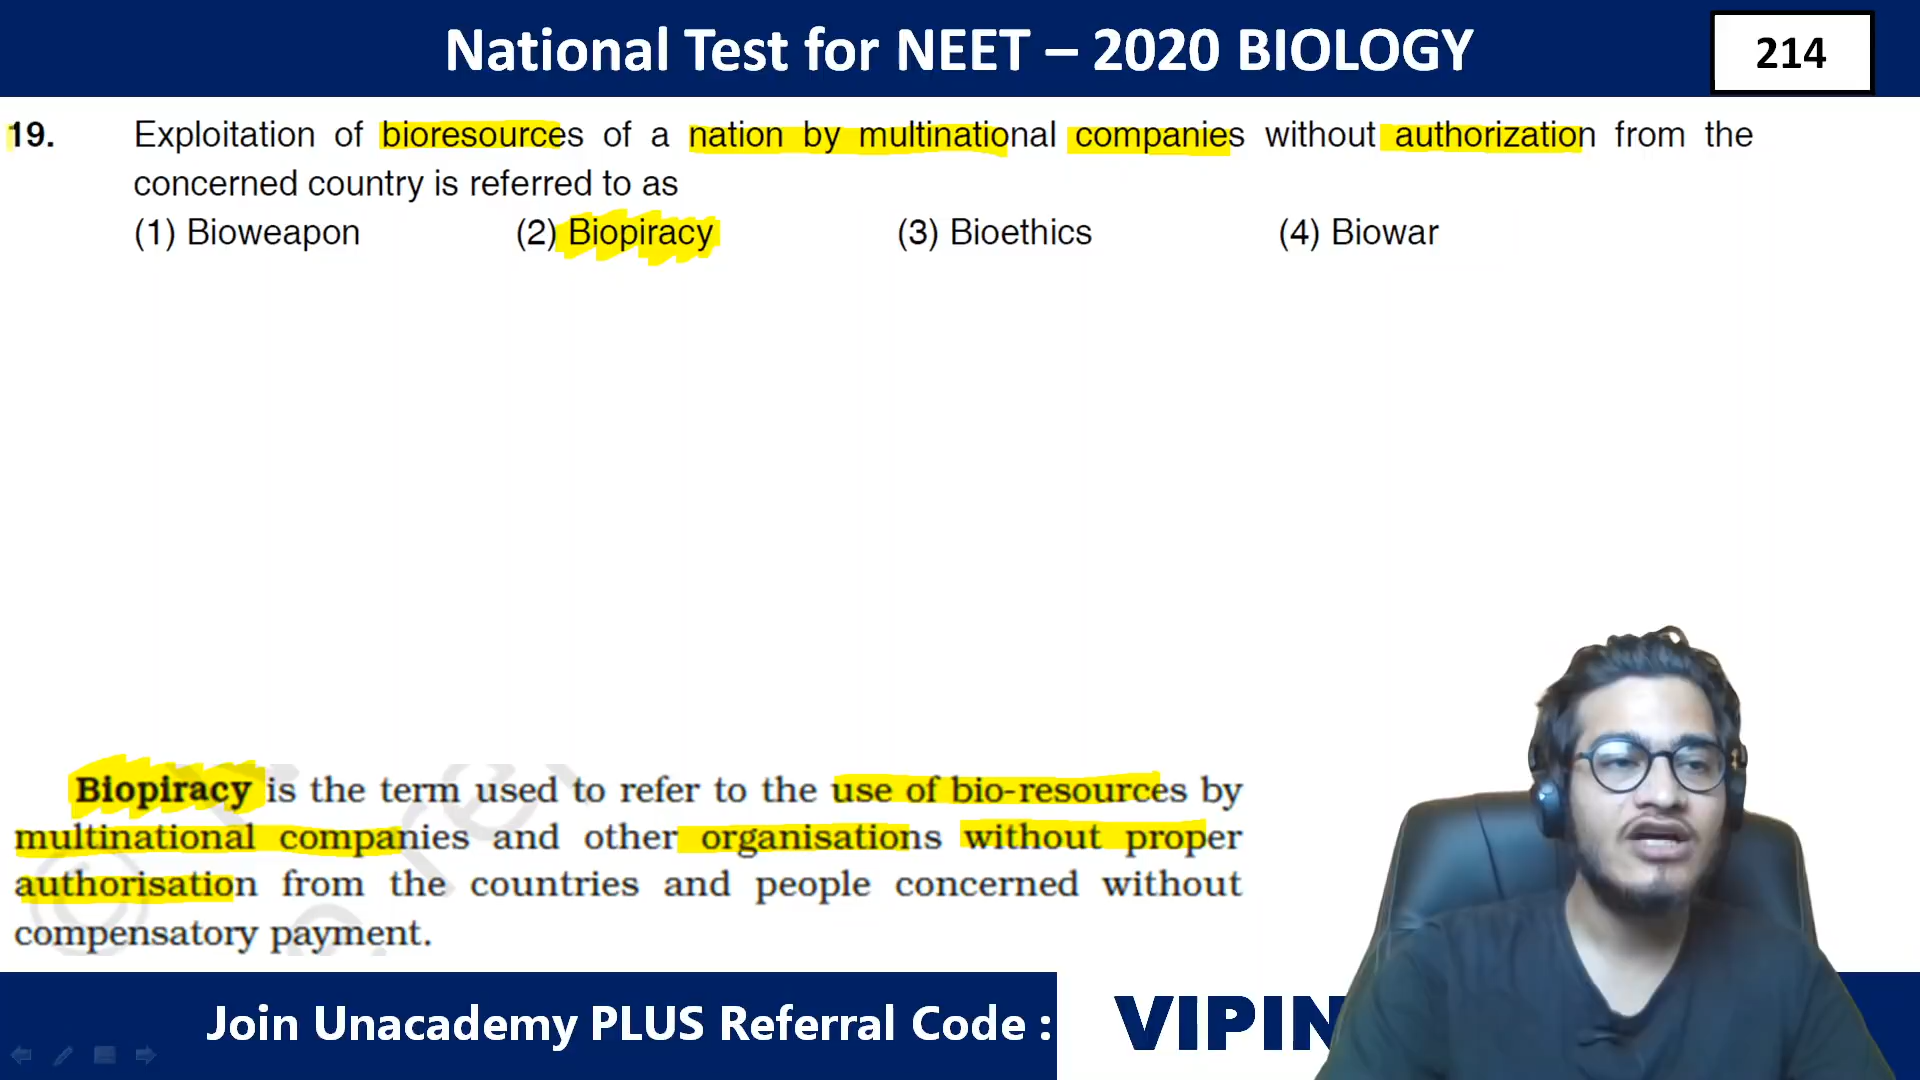 National Test for NEET – 2020 BIOLOGY
214
19. Exploitation of bioresources of a nation by multinational companies without authorization from the
concerned country is referred to as
(1) Bioweapon (2) Biopiracy (3) Bioethics (4) Biowar
Biopiracy is the term used to refer to the use of bio-resources by
multinational companies and other organisations without proper
authorisation from the countries and people concerned without
compensatory payment.
Join Unacademy PLUS Referral Code :
VIPIN